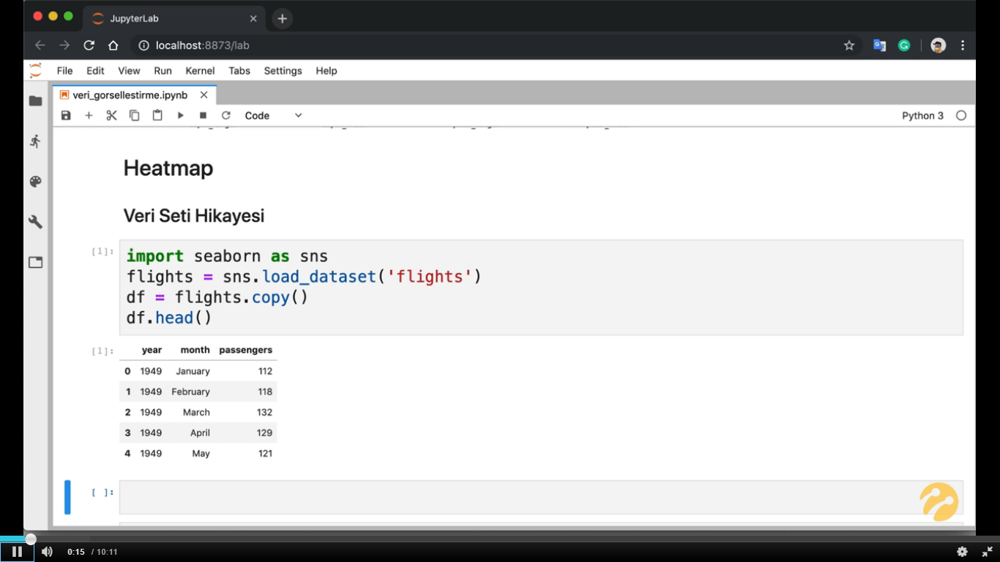 JupyterLab
localhost:8873/lab
File Edit View Run Kernel Tabs Settings Help
veri_gorsellestirme.ipynb
Code
Python 3
Heatmap
Veri Seti Hikayesi
[1]:
import seaborn as sns
flights = sns.load_dataset('flights')
df = flights.copy()
df.head()
[1]:
year month passengers
0 1949 January 112
1 1949 February 118
2 1949 March 132
3 1949 April 129
4 1949 May 121
[ ]:
0:15 / 10:11